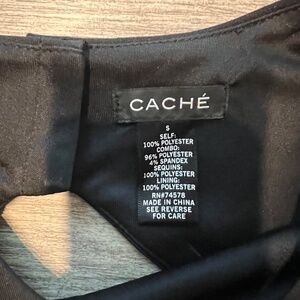 CACHÉ
S
SELF:
100% POLYESTER
COMBO:
96% POLYESTER
4% SPANDEX
SEQUINS:
100% POLYESTER
LINING:
100% POLYESTER
RN#74578
MADE IN CHINA
SEE REVERSE
FOR CARE